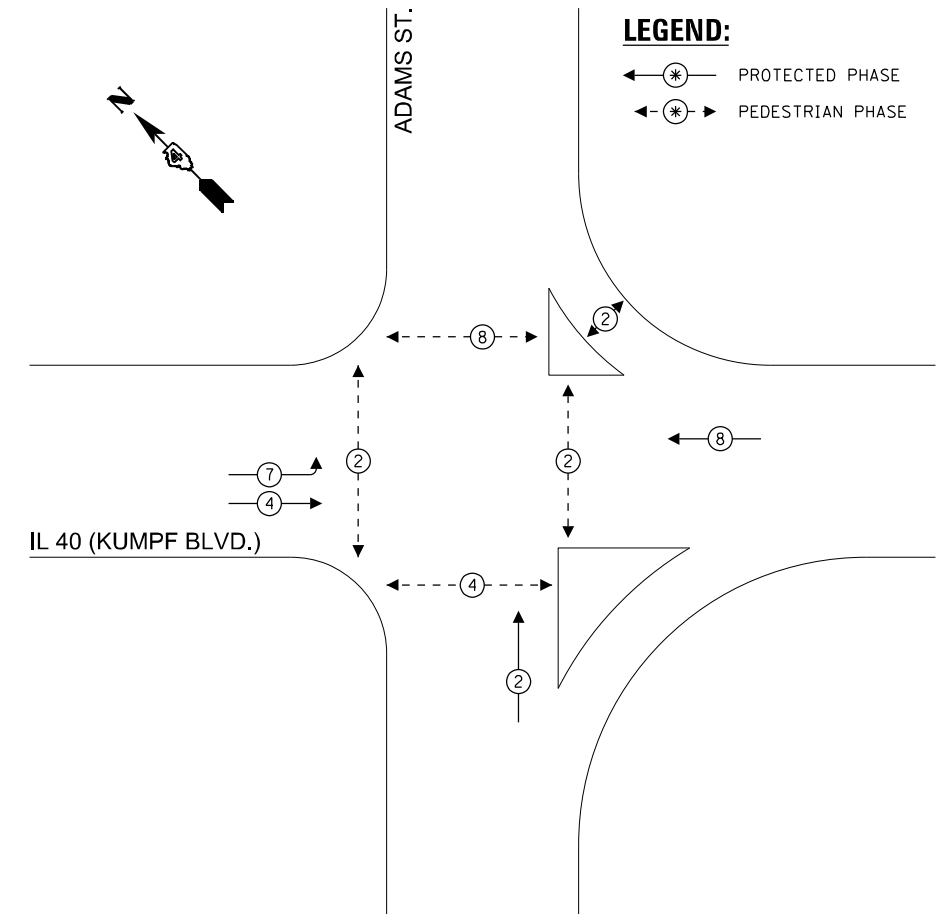 LEGEND:
* PROTECTED PHASE
* PEDESTRIAN PHASE
ADAMS ST.
N
4
2
8
2
2
8
7
4
IL 40 (KUMPF BLVD.)
4
2